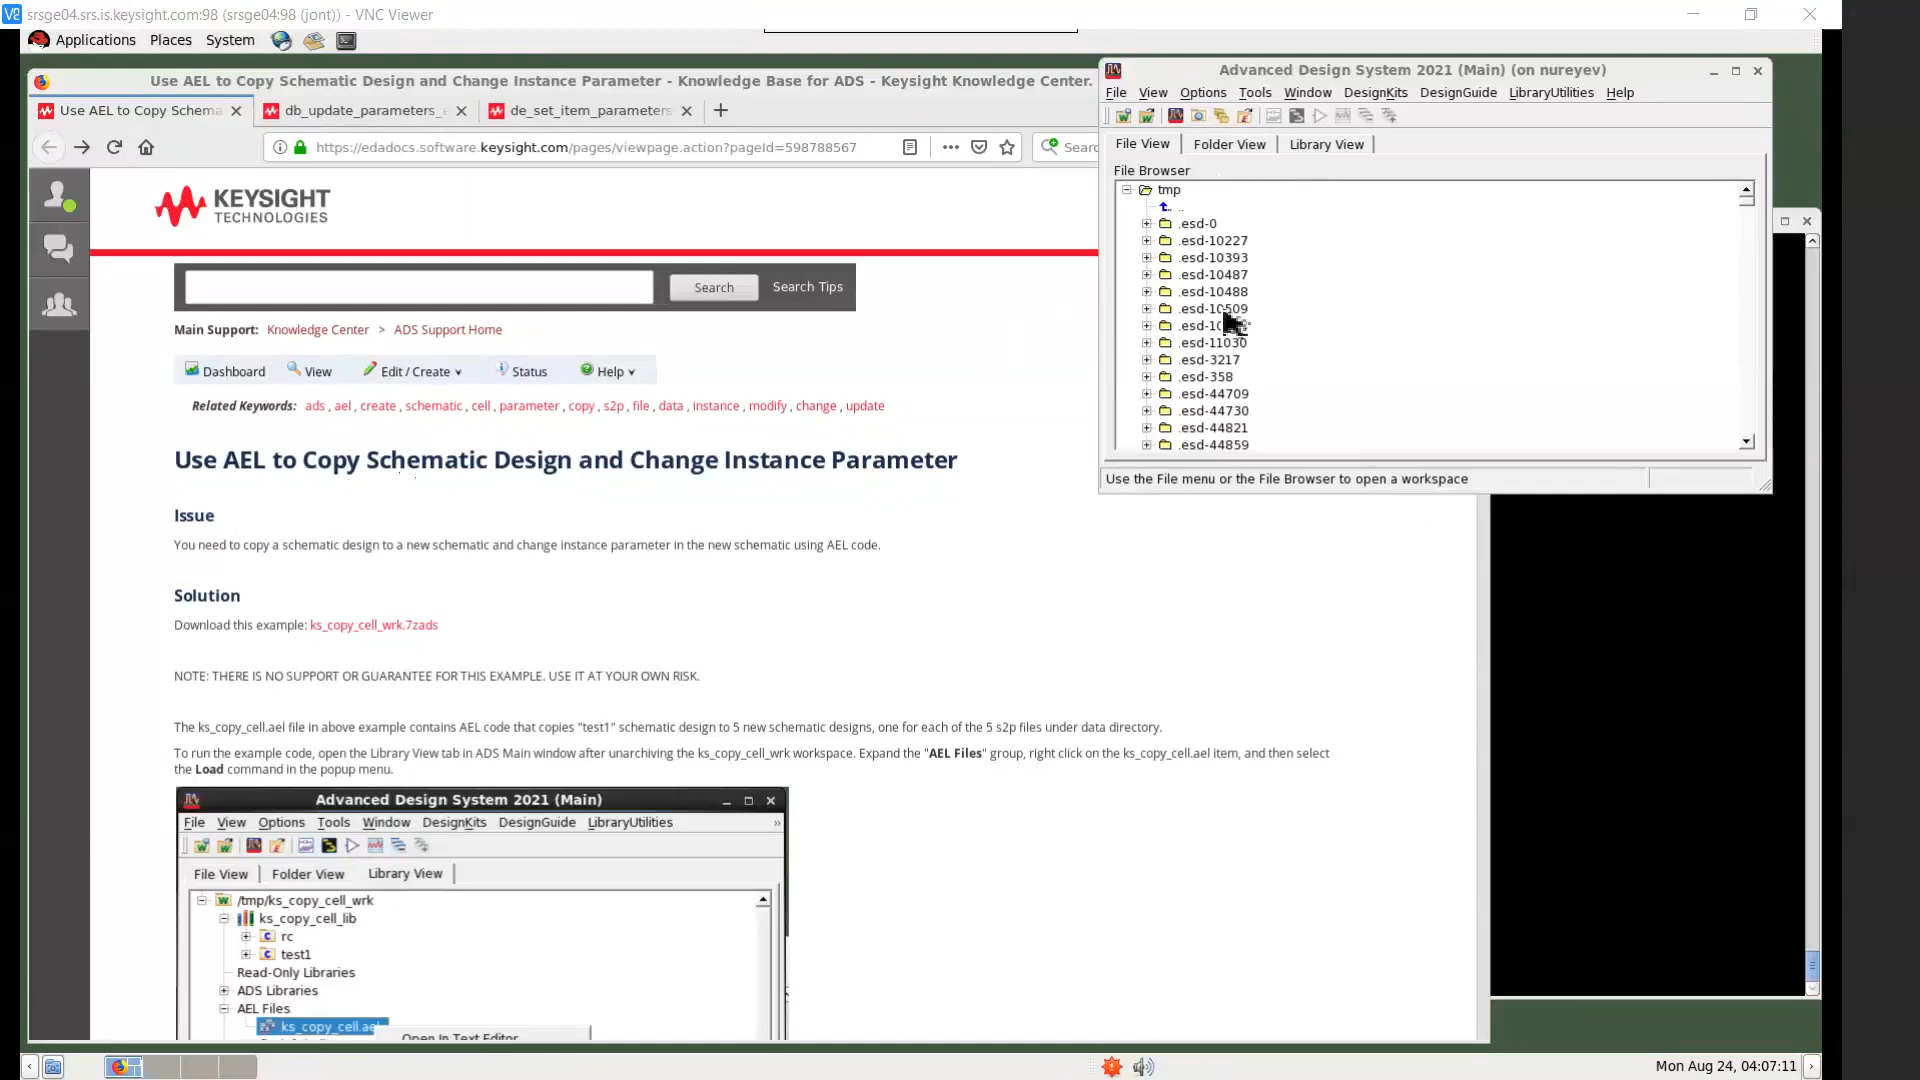 srsge04.srs.is.keysight.com:98 (srsge04:98 (jont)) - VNC Viewer
Applications Places System
Use AEL to Copy Schematic Design and Change Instance Parameter - Knowledge Base for ADS - Keysight Knowledge Center.
Use AEL to Copy Schema
db_update_parameters_
de_set_item_parameters
https://edadocs.software.keysight.com/pages/viewpage.action?pageId=598788567
Sear
KEYSIGHT
TECHNOLOGIES
Search
Search Tips
Main Support: Knowledge Center > ADS Support Home
Dashboard View Edit / Create Status Help
Related Keywords: ads , ael , create , schematic , cell , parameter , copy , s2p , file , data , instance , modify , change , update
Use AEL to Copy Schematic Design and Change Instance Parameter
Issue
You need to copy a schematic design to a new schematic and change instance parameter in the new schematic using AEL code.
Solution
Download this example: ks_copy_cell_wrk.7zads
NOTE: THERE IS NO SUPPORT OR GUARANTEE FOR THIS EXAMPLE. USE IT AT YOUR OWN RISK.
The ks_copy_cell.ael file in above example contains AEL code that copies "test1" schematic design to 5 new schematic designs, one for each of the 5 s2p files under data directory.
To run the example code, open the Library View tab in ADS Main window after unarchiving the ks_copy_cell_wrk workspace. Expand the "AEL Files" group, right click on the ks_copy_cell.ael item, and then select
the Load command in the popup menu.
Advanced Design System 2021 (Main)
File View Options Tools Window DesignKits DesignGuide LibraryUtilities »
File View Folder View Library View
/tmp/ks_copy_cell_wrk
ks_copy_cell_lib
rc
test1
Read-Only Libraries
ADS Libraries
AEL Files
ks_copy_cell.ael
Open In Text Editor
Advanced Design System 2021 (Main) (on nureyev)
File View Options Tools Window DesignKits DesignGuide LibraryUtilities Help
File View Folder View Library View
File Browser
tmp
..
.esd-0
.esd-10227
.esd-10393
.esd-10487
.esd-10488
.esd-10509
.esd-11030
.esd-3217
.esd-358
.esd-44709
.esd-44730
.esd-44821
.esd-44859
Use the File menu or the File Browser to open a workspace
Mon Aug 24, 04:07:11